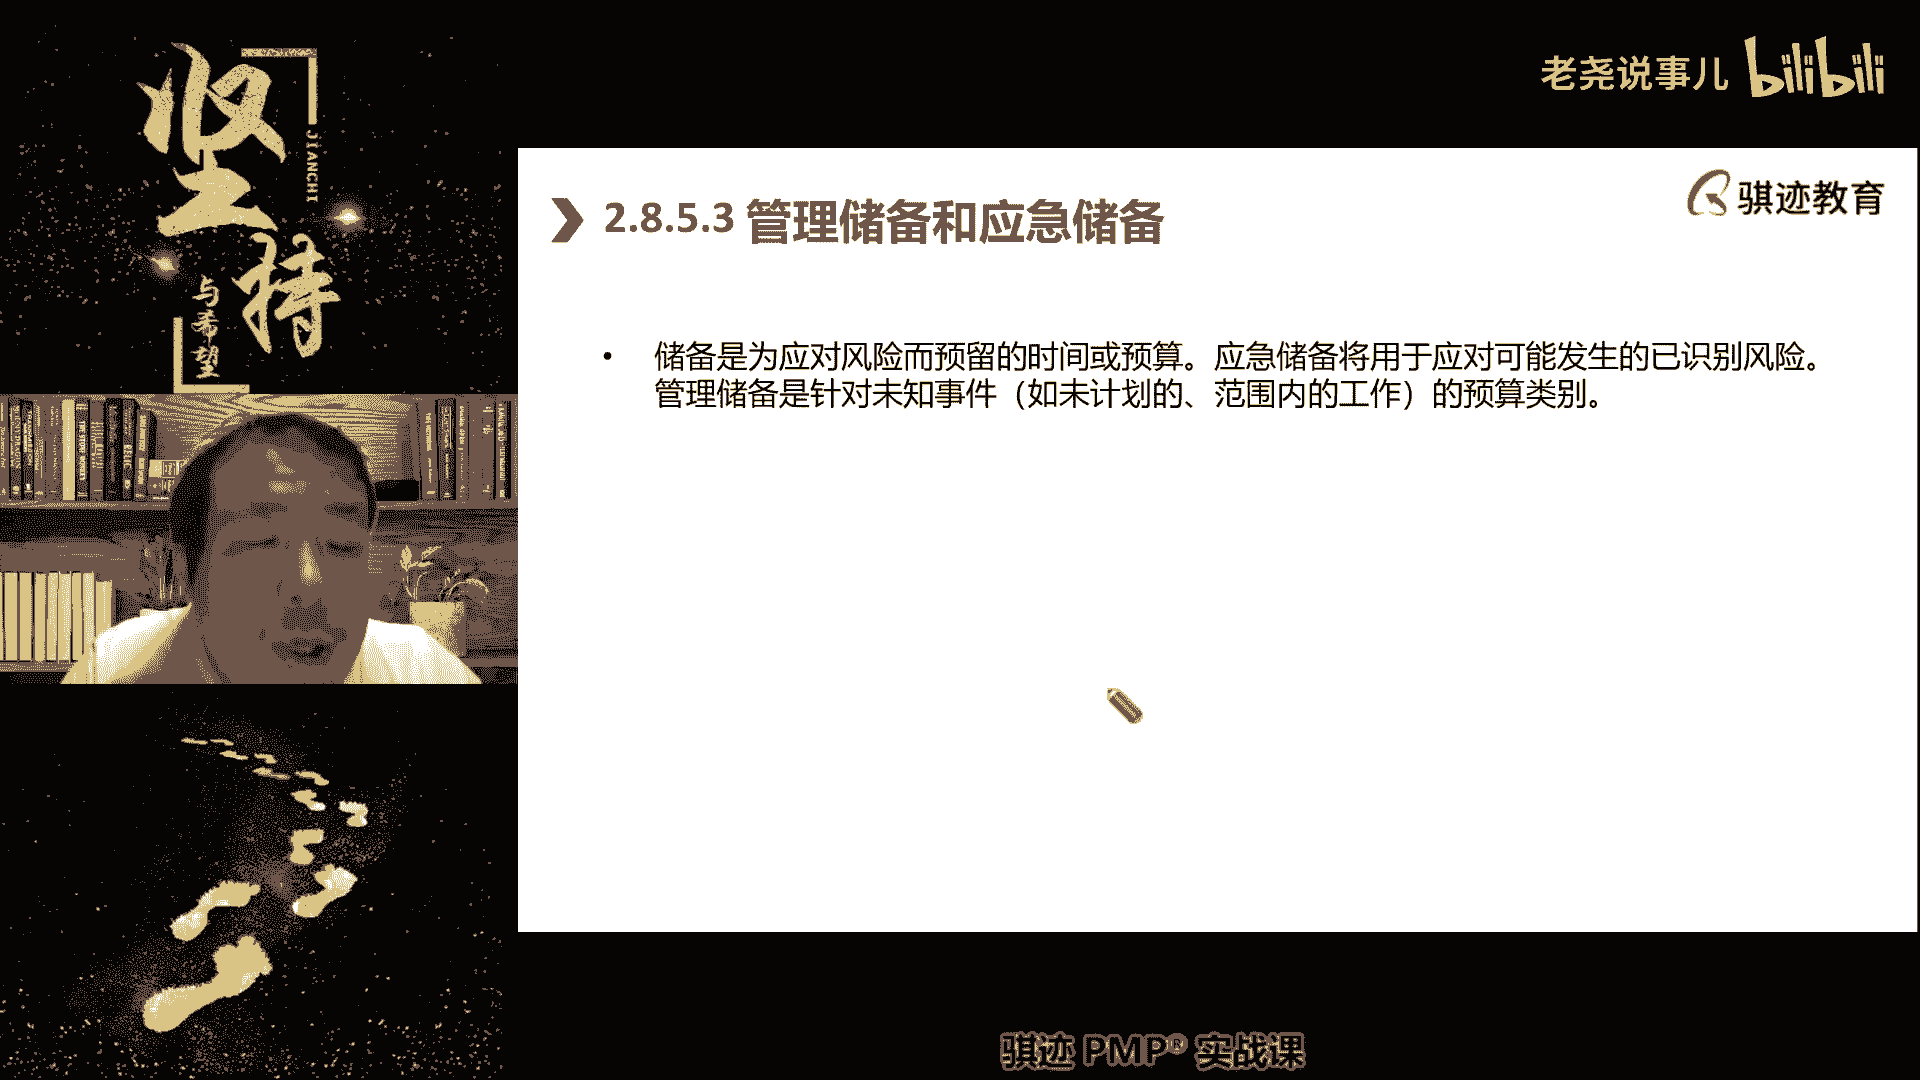 坚持
JIANCHI
与希望
老尧说事儿 bilibili
骐迹教育
2.8.5.3 管理储备和应急储备
• 储备是为应对风险而预留的时间或预算。应急储备将用于应对可能发生的已识别风险。
管理储备是针对未知事件（如未计划的、范围内的工作）的预算类别。
骐迹 PMP® 实战课